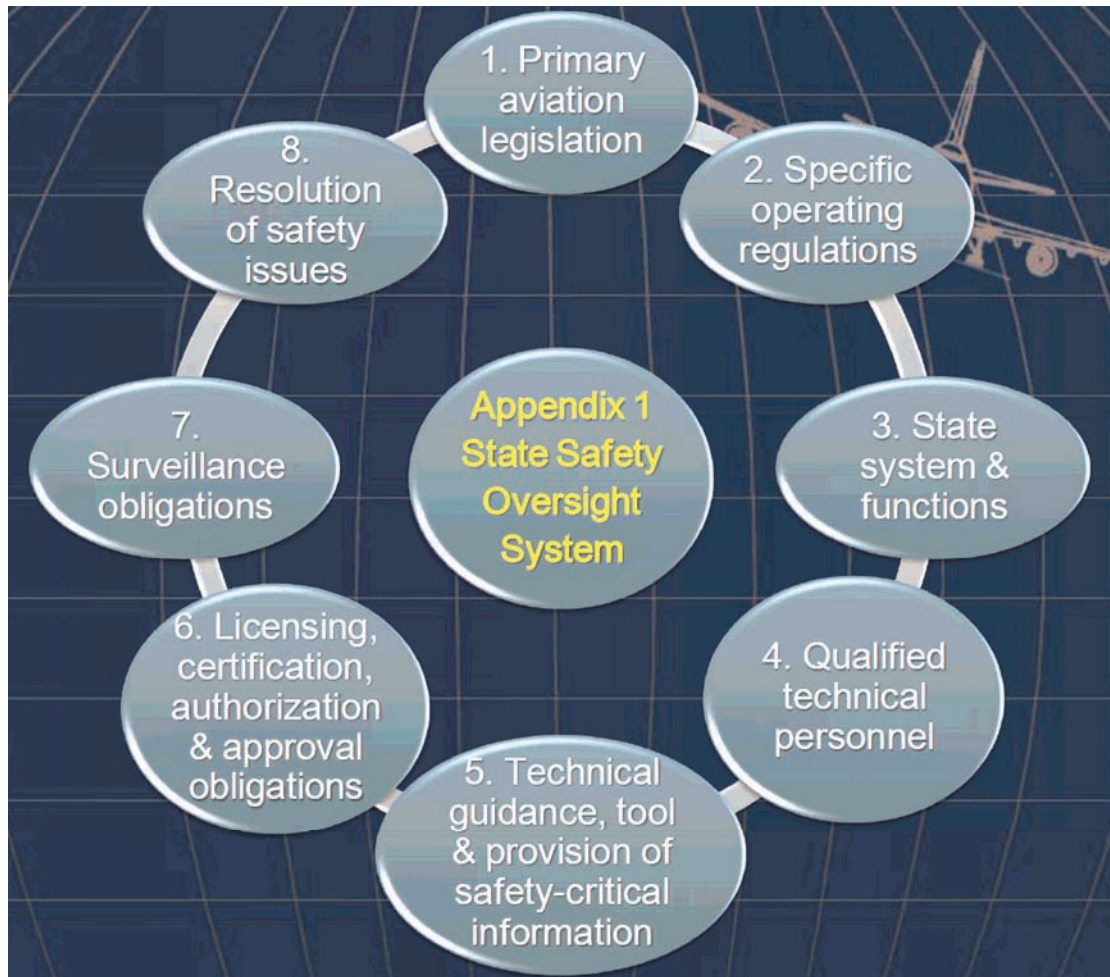 1. Primary
aviation
legislation
2. Specific
operating
regulations
3. State
system &
functions
4. Qualified
technical
personnel
5. Technical
guidance, tool
& provision of
safety-critical
information
6. Licensing,
certification,
authorization
& approval
obligations
7.
Surveillance
obligations
8.
Resolution
of safety
issues
Appendix 1
State Safety
Oversight
System